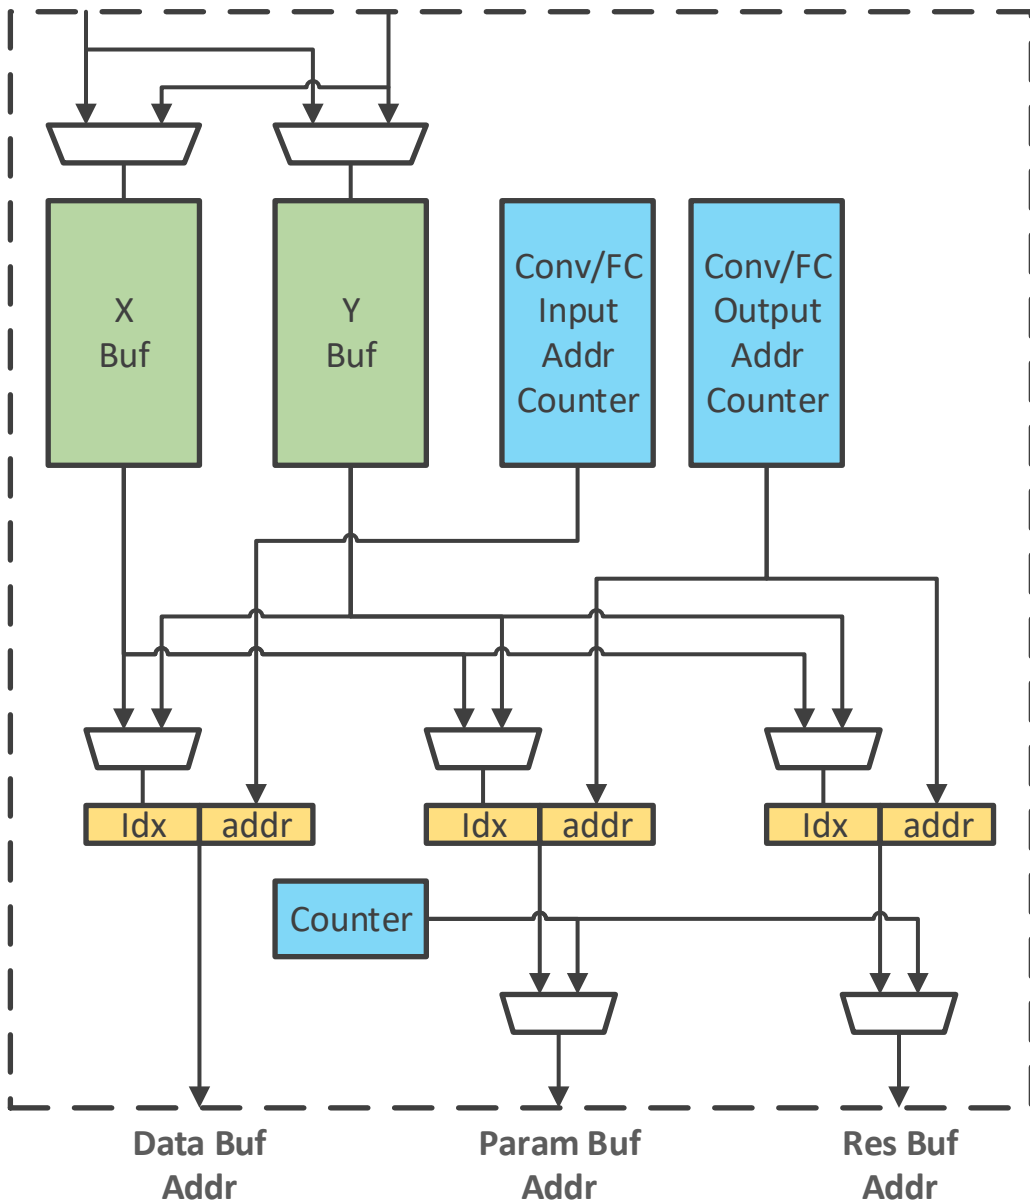 X
Buf
Y
Buf
Conv/FC
Input
Addr
Counter
Conv/FC
Output
Addr
Counter
Idx
addr
Idx
addr
Idx
addr
Counter
Data Buf
Addr
Param Buf
Addr
Res Buf
Addr